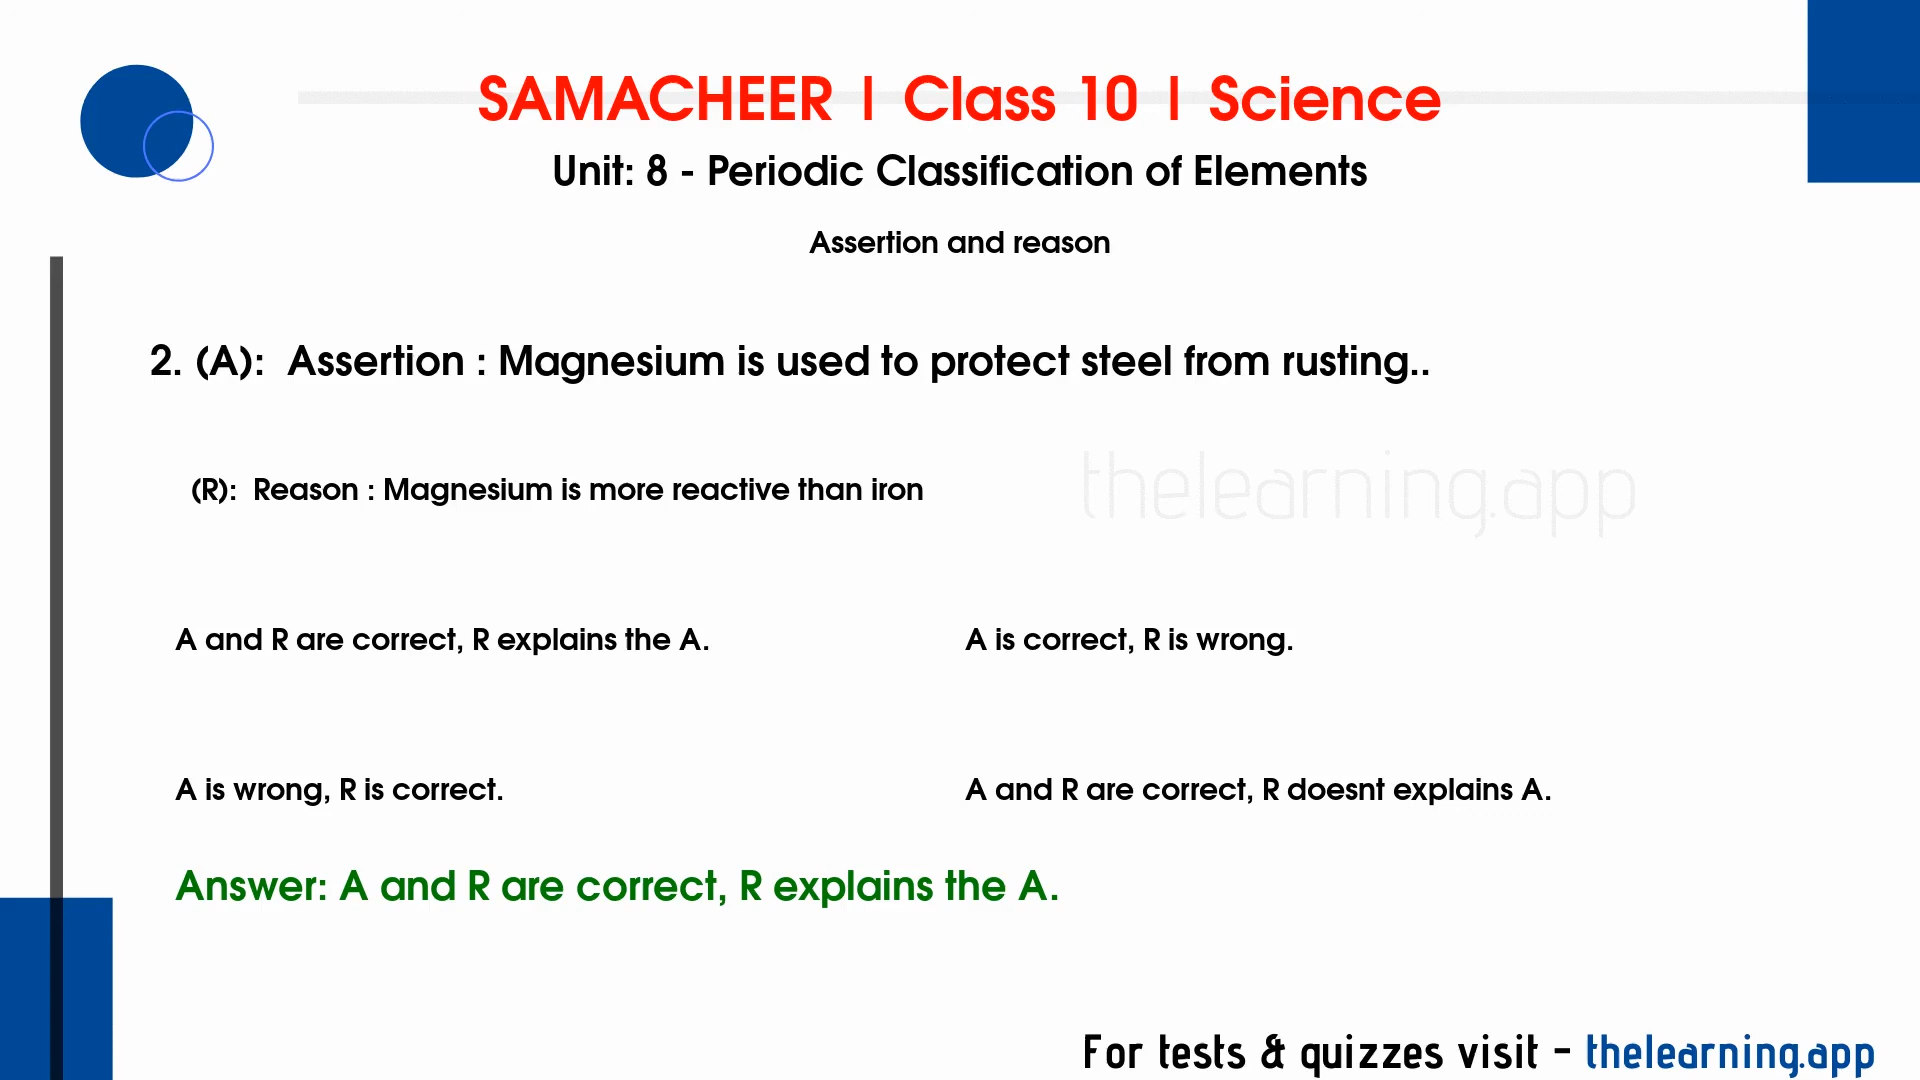 SAMACHEER | Class 10 | Science
Unit: 8 - Periodic Classification of Elements
Assertion and reason
2. (A):  Assertion : Magnesium is used to protect steel from rusting..
(R):  Reason : Magnesium is more reactive than iron
thelearning.app
A and R are correct, R explains the A.
A is correct, R is wrong.
A is wrong, R is correct.
A and R are correct, R doesnt explains A.
Answer: A and R are correct, R explains the A.
For tests & quizzes visit - thelearning.app